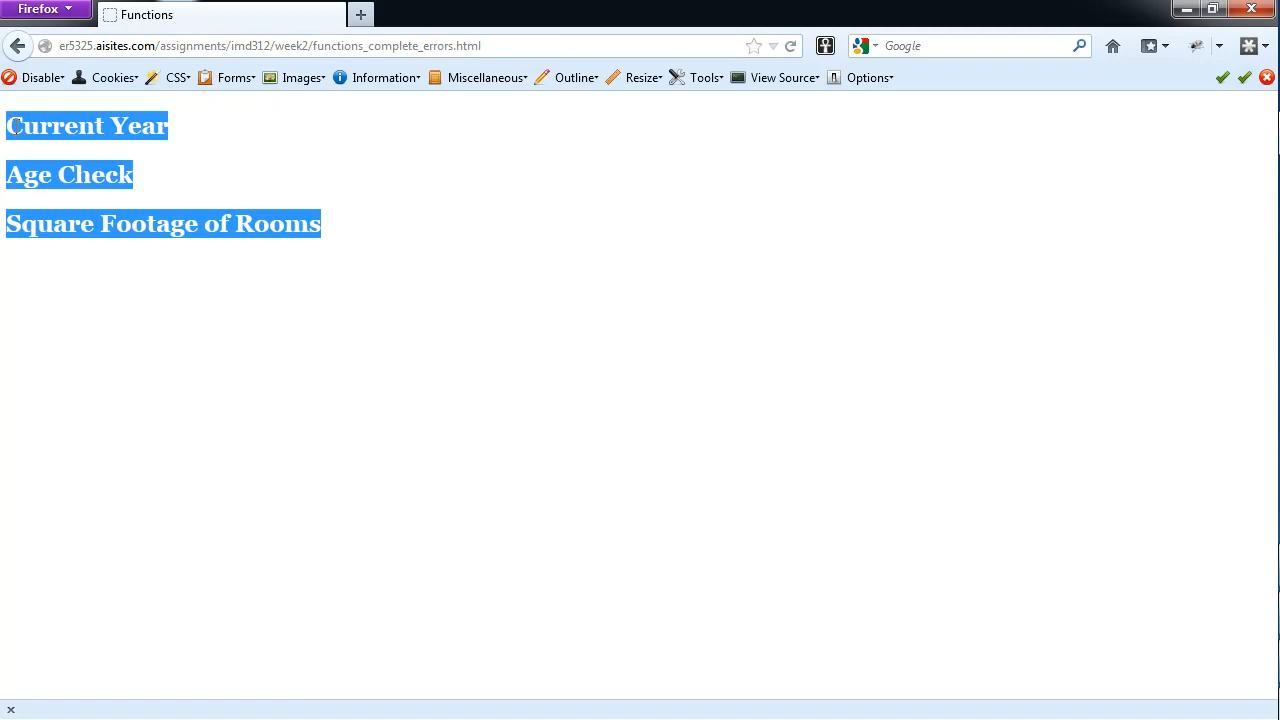 Firefox
Functions
er5325.aisites.com/assignments/imd312/week2/functions_complete_errors.html
Google
Disable Cookies CSS Forms Images Information Miscellaneous Outline Resize Tools View Source Options
Current Year
Age Check
Square Footage of Rooms